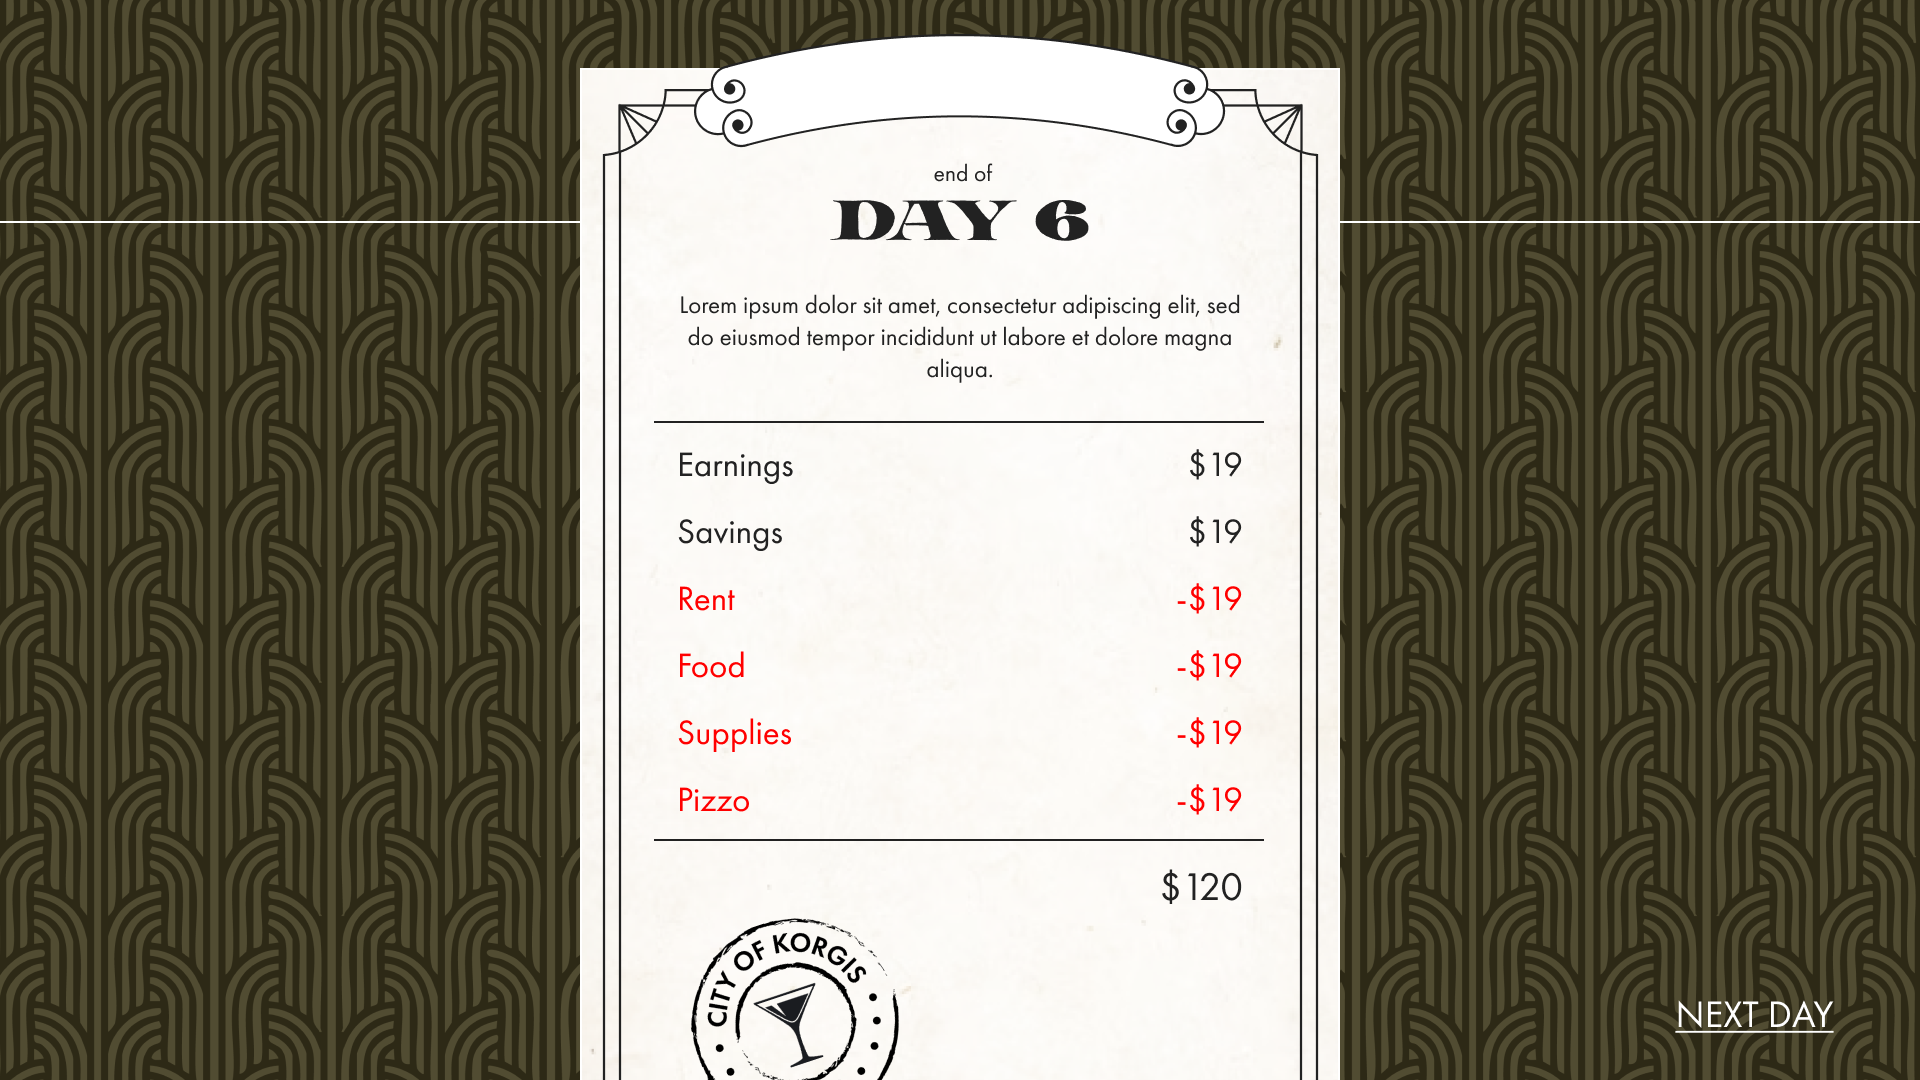 end of
DAY 6
Lorem ipsum dolor sit amet, consectetur adipiscing elit, sed
do eiusmod tempor incididunt ut labore et dolore magna
aliqua.
Earnings $19
Savings $19
Rent -$19
Food -$19
Supplies -$19
Pizzo -$19
$120
CITY OF KORGIS
NEXT DAY